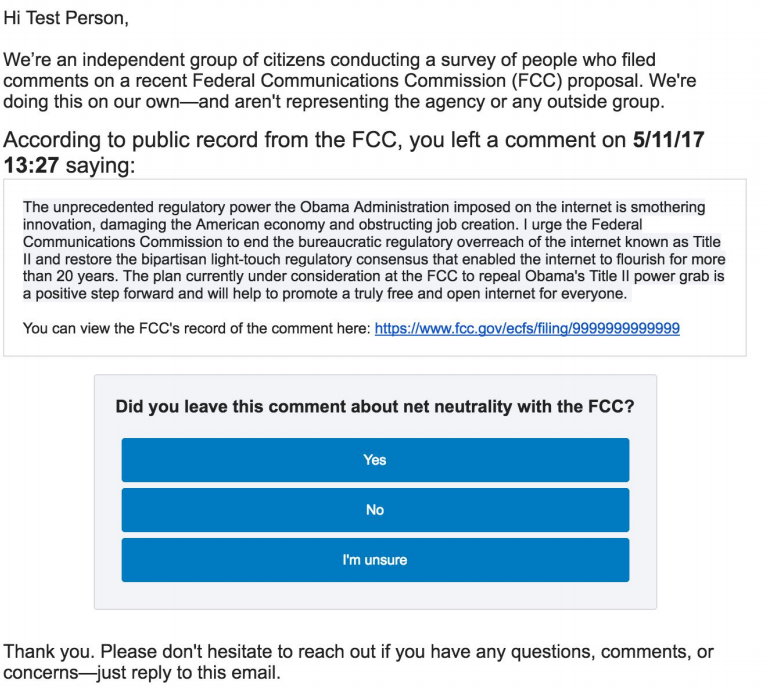 Hi Test Person,
We're an independent group of citizens conducting a survey of people who filed
comments on a recent Federal Communications Commission (FCC) proposal. We're
doing this on our own—and aren't representing the agency or any outside group.
According to public record from the FCC, you left a comment on 5/11/17
13:27 saying:
The unprecedented regulatory power the Obama Administration imposed on the internet is smothering
innovation, damaging the American economy and obstructing job creation. I urge the Federal
Communications Commission to end the bureaucratic regulatory overreach of the internet known as Title
II and restore the bipartisan light-touch regulatory consensus that enabled the internet to flourish for more
than 20 years. The plan currently under consideration at the FCC to repeal Obama's Title II power grab is
a positive step forward and will help to promote a truly free and open internet for everyone.
You can view the FCC's record of the comment here: https://www.fcc.gov/ecfs/filing/9999999999999
Did you leave this comment about net neutrality with the FCC?
Yes
No
I'm unsure
Thank you. Please don't hesitate to reach out if you have any questions, comments, or
concerns—just reply to this email.